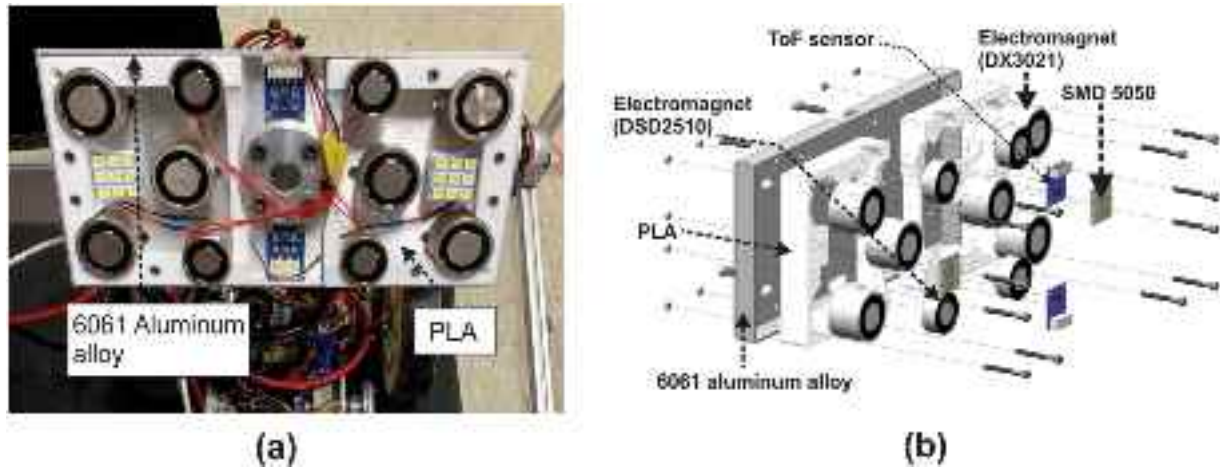 6061 Aluminum
alloy
PLA
(a)
ToF sensor
Electromagnet
(DX3021)
SMD 5050
Electromagnet
(DSD2510)
PLA
6061 aluminum alloy
(b)